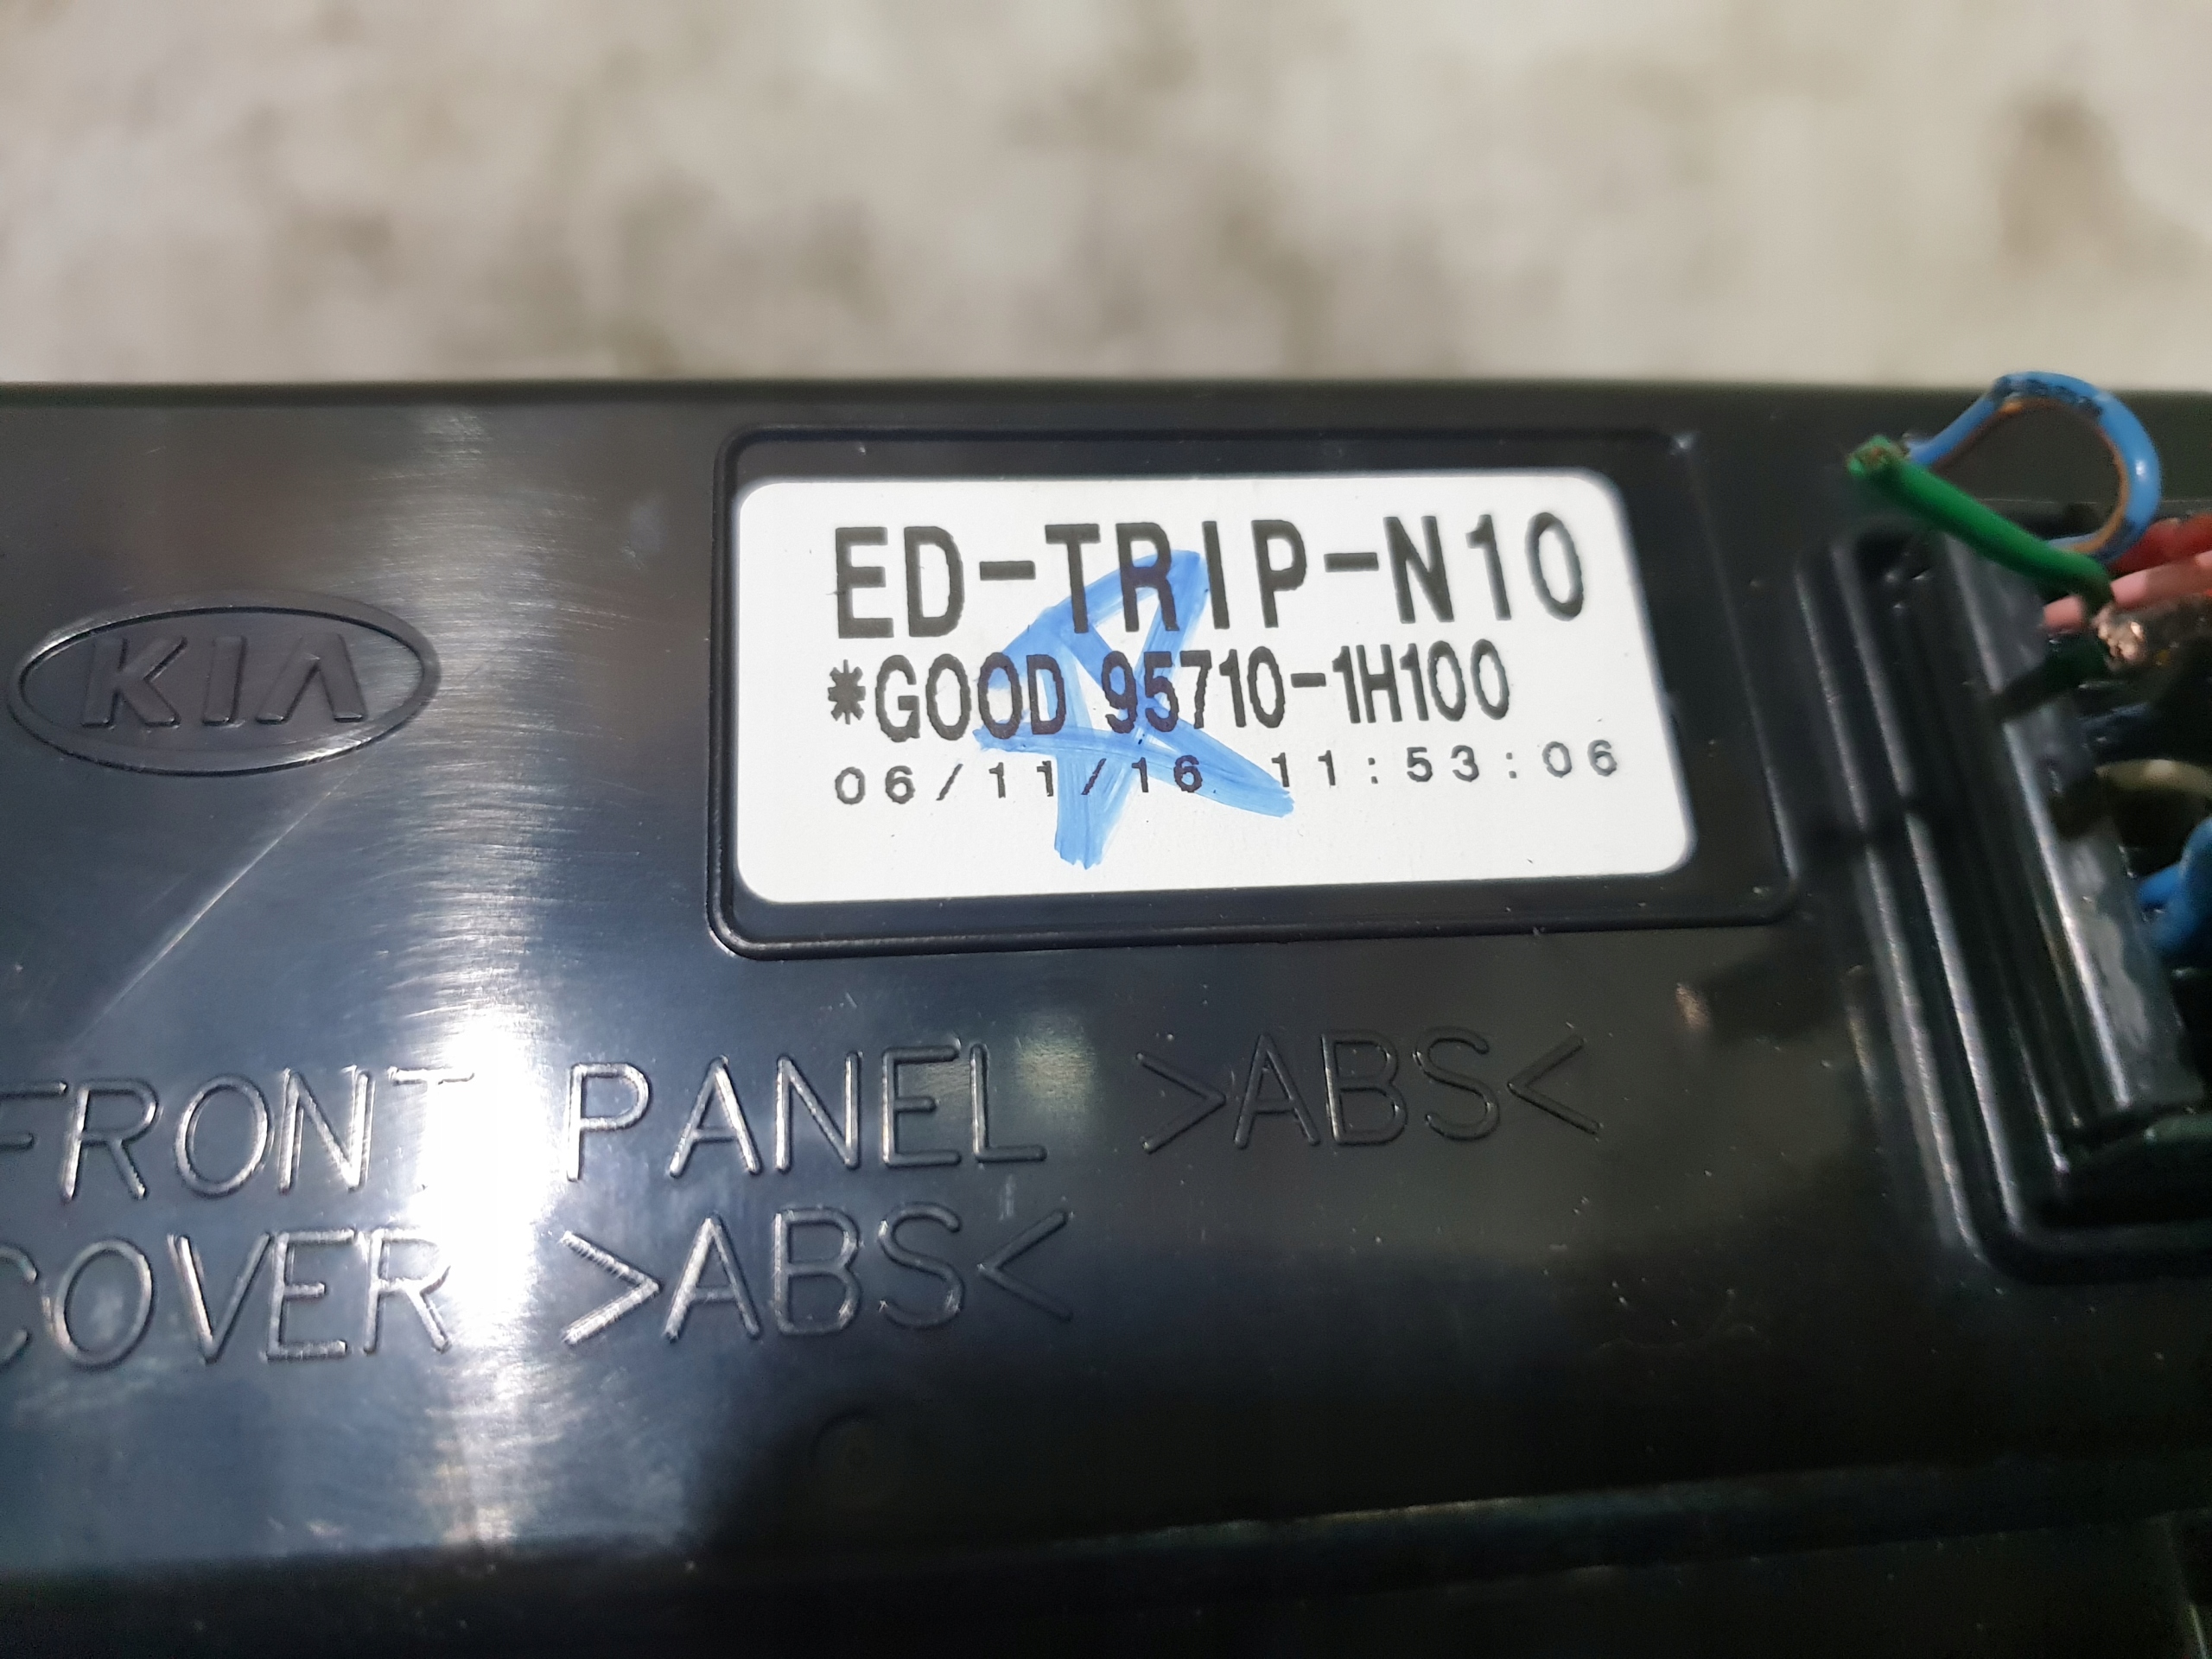 ED-TRIP-N10
*GOOD 95710-1H100
06/11/16 11:53:06
KIA
FRONT PANEL >ABS<
COVER >ABS<